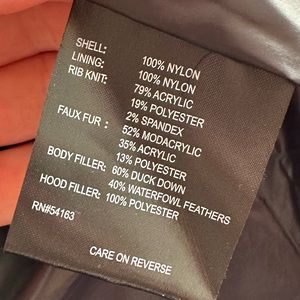 SHELL: 100% NYLON
LINING: 100% NYLON
RIB KNIT: 79% ACRYLIC
19% POLYESTER
2% SPANDEX
FAUX FUR : 52% MODACRYLIC
35% ACRYLIC
13% POLYESTER
BODY FILLER: 60% DUCK DOWN
40% WATERFOWL FEATHERS
HOOD FILLER: 100% POLYESTER
RN#54163
CARE ON REVERSE